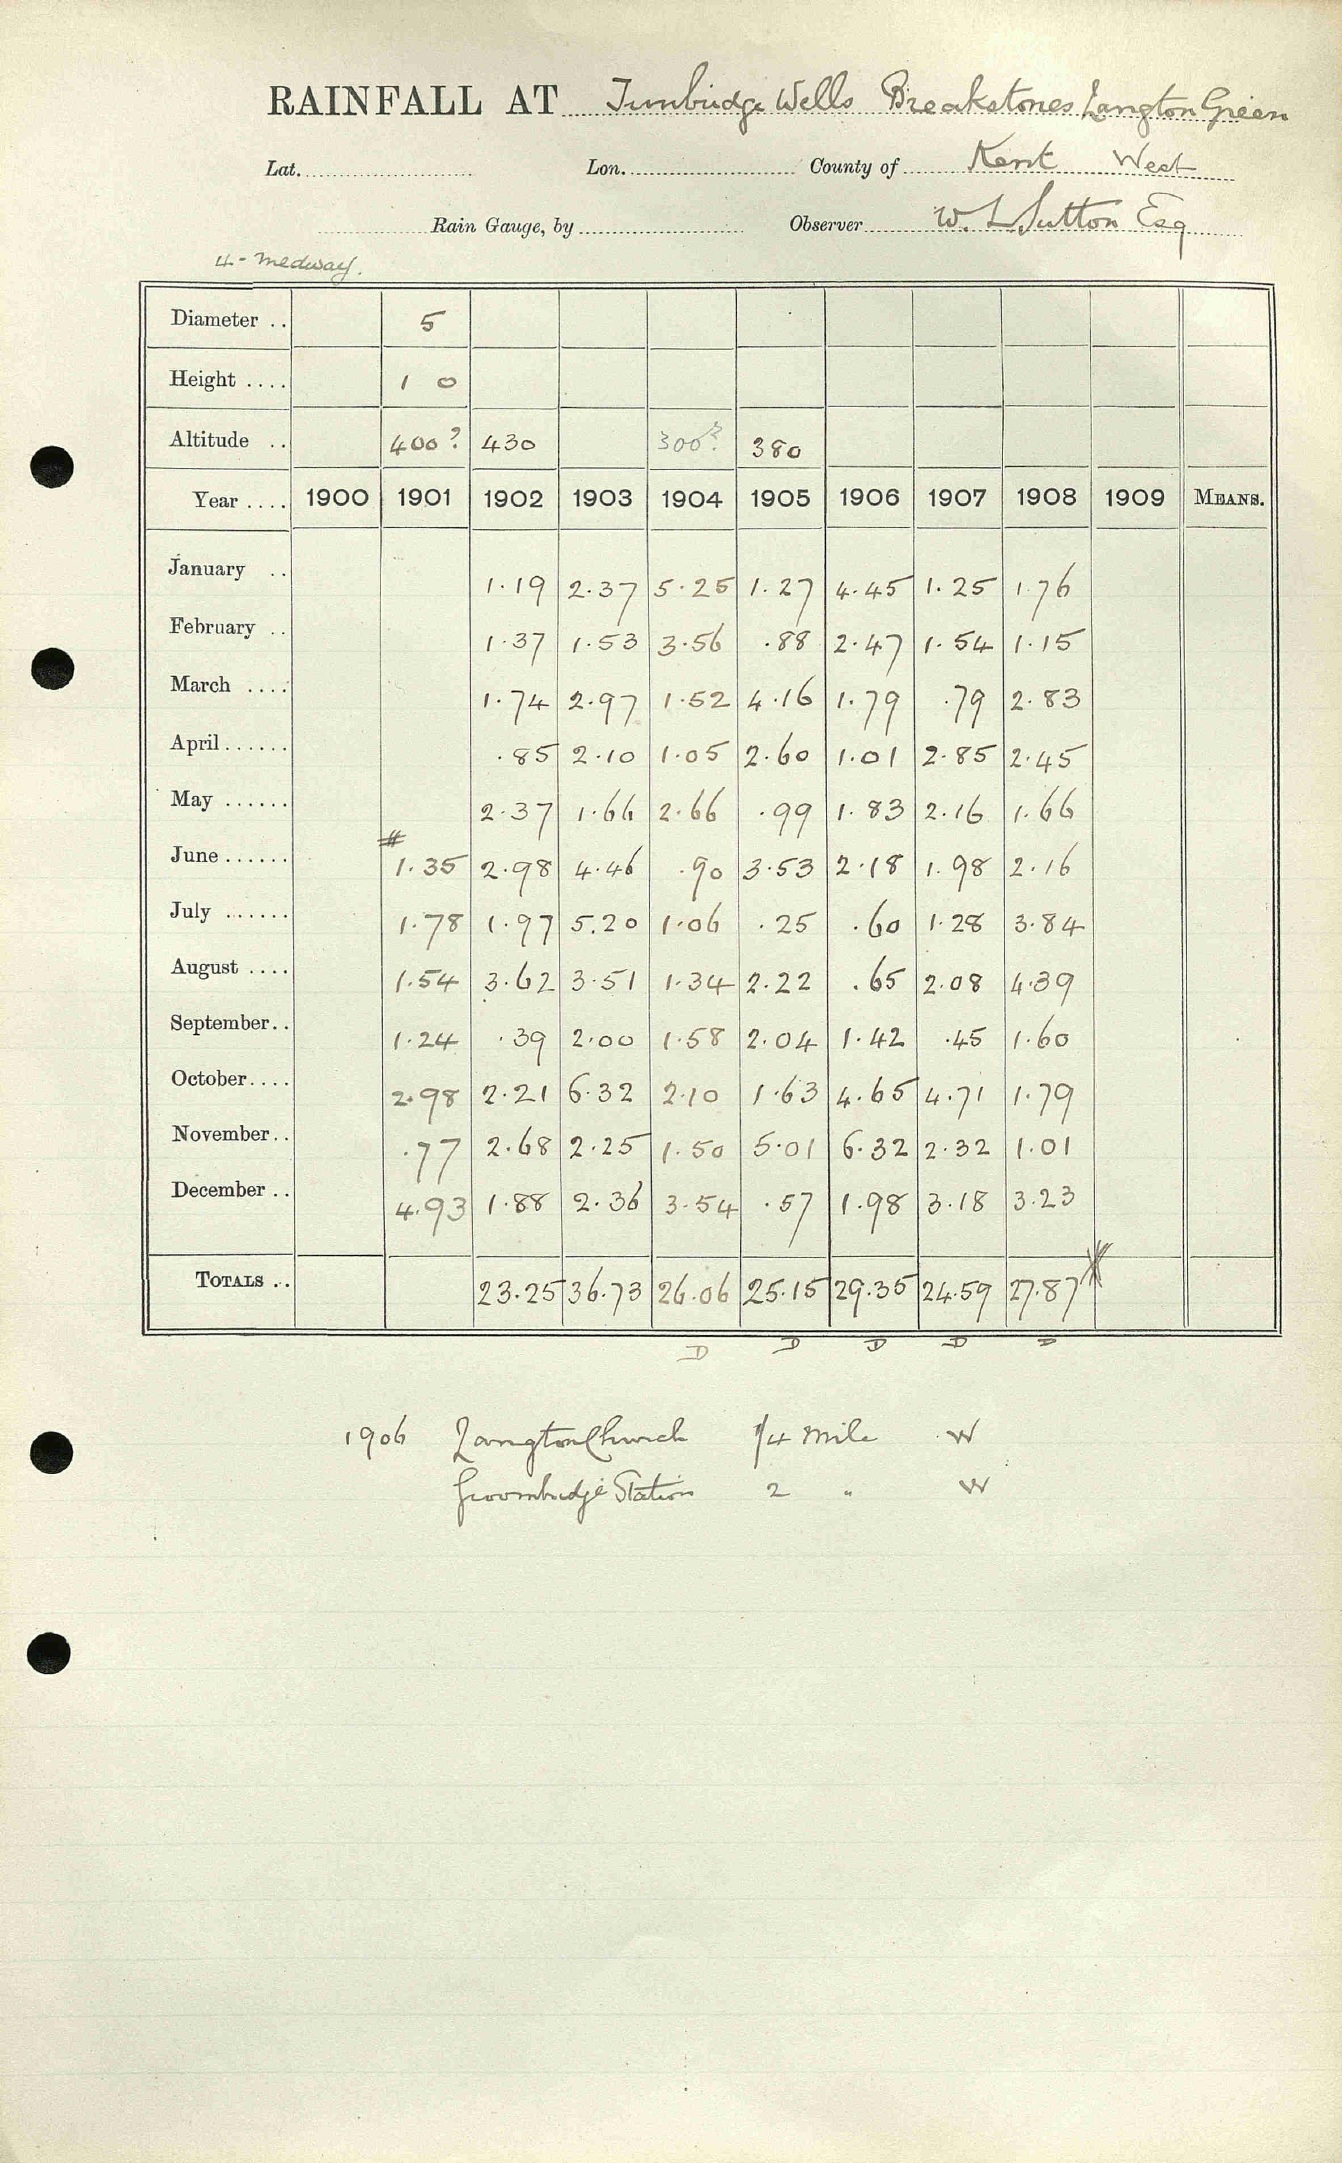 RAINFALL AT Tunbridge Wells Breakstones Langton Green
Lat. Lon. County of Kent West
Rain Gauge, by Observer W. L Sutton Esq
4 - Medway.
Diameter .. 5
Height .... 1 0
Altitude .. 400? 430 300? 380
Year .... 1900 1901 1902 1903 1904 1905 1906 1907 1908 1909 MEANS.
January .. 1.19 2.37 5.25 1.27 4.45 1.25 1.76
February .. 1.37 1.53 3.56 .88 2.47 1.54 1.15
March .... 1.74 2.97 1.52 4.16 1.79 .79 2.83
April...... .85 2.10 1.05 2.60 1.01 2.85 2.45
May ...... 2.37 1.66 2.66 .99 1.83 2.16 1.66
June...... # 1.35 2.98 4.46 .90 3.53 2.18 1.98 2.16
July ...... 1.78 1.97 5.20 1.06 .25 .60 1.28 3.84
August .... 1.54 3.62 3.51 1.34 2.22 .65 2.08 4.39
September.. 1.24 .39 2.00 1.58 2.04 1.42 .45 1.60
October.... 2.98 2.21 6.32 2.10 1.63 4.65 4.71 1.79
November.. .77 2.68 2.25 1.50 5.01 6.32 2.32 1.01
December .. 4.93 1.88 2.36 3.54 .57 1.98 3.18 3.23
TOTALS .. 23.25 36.73 26.06 25.15 29.35 24.59 27.87
D D D D D
1906 Langton Church 1/4 mile W
Groombridge Station 2 " W